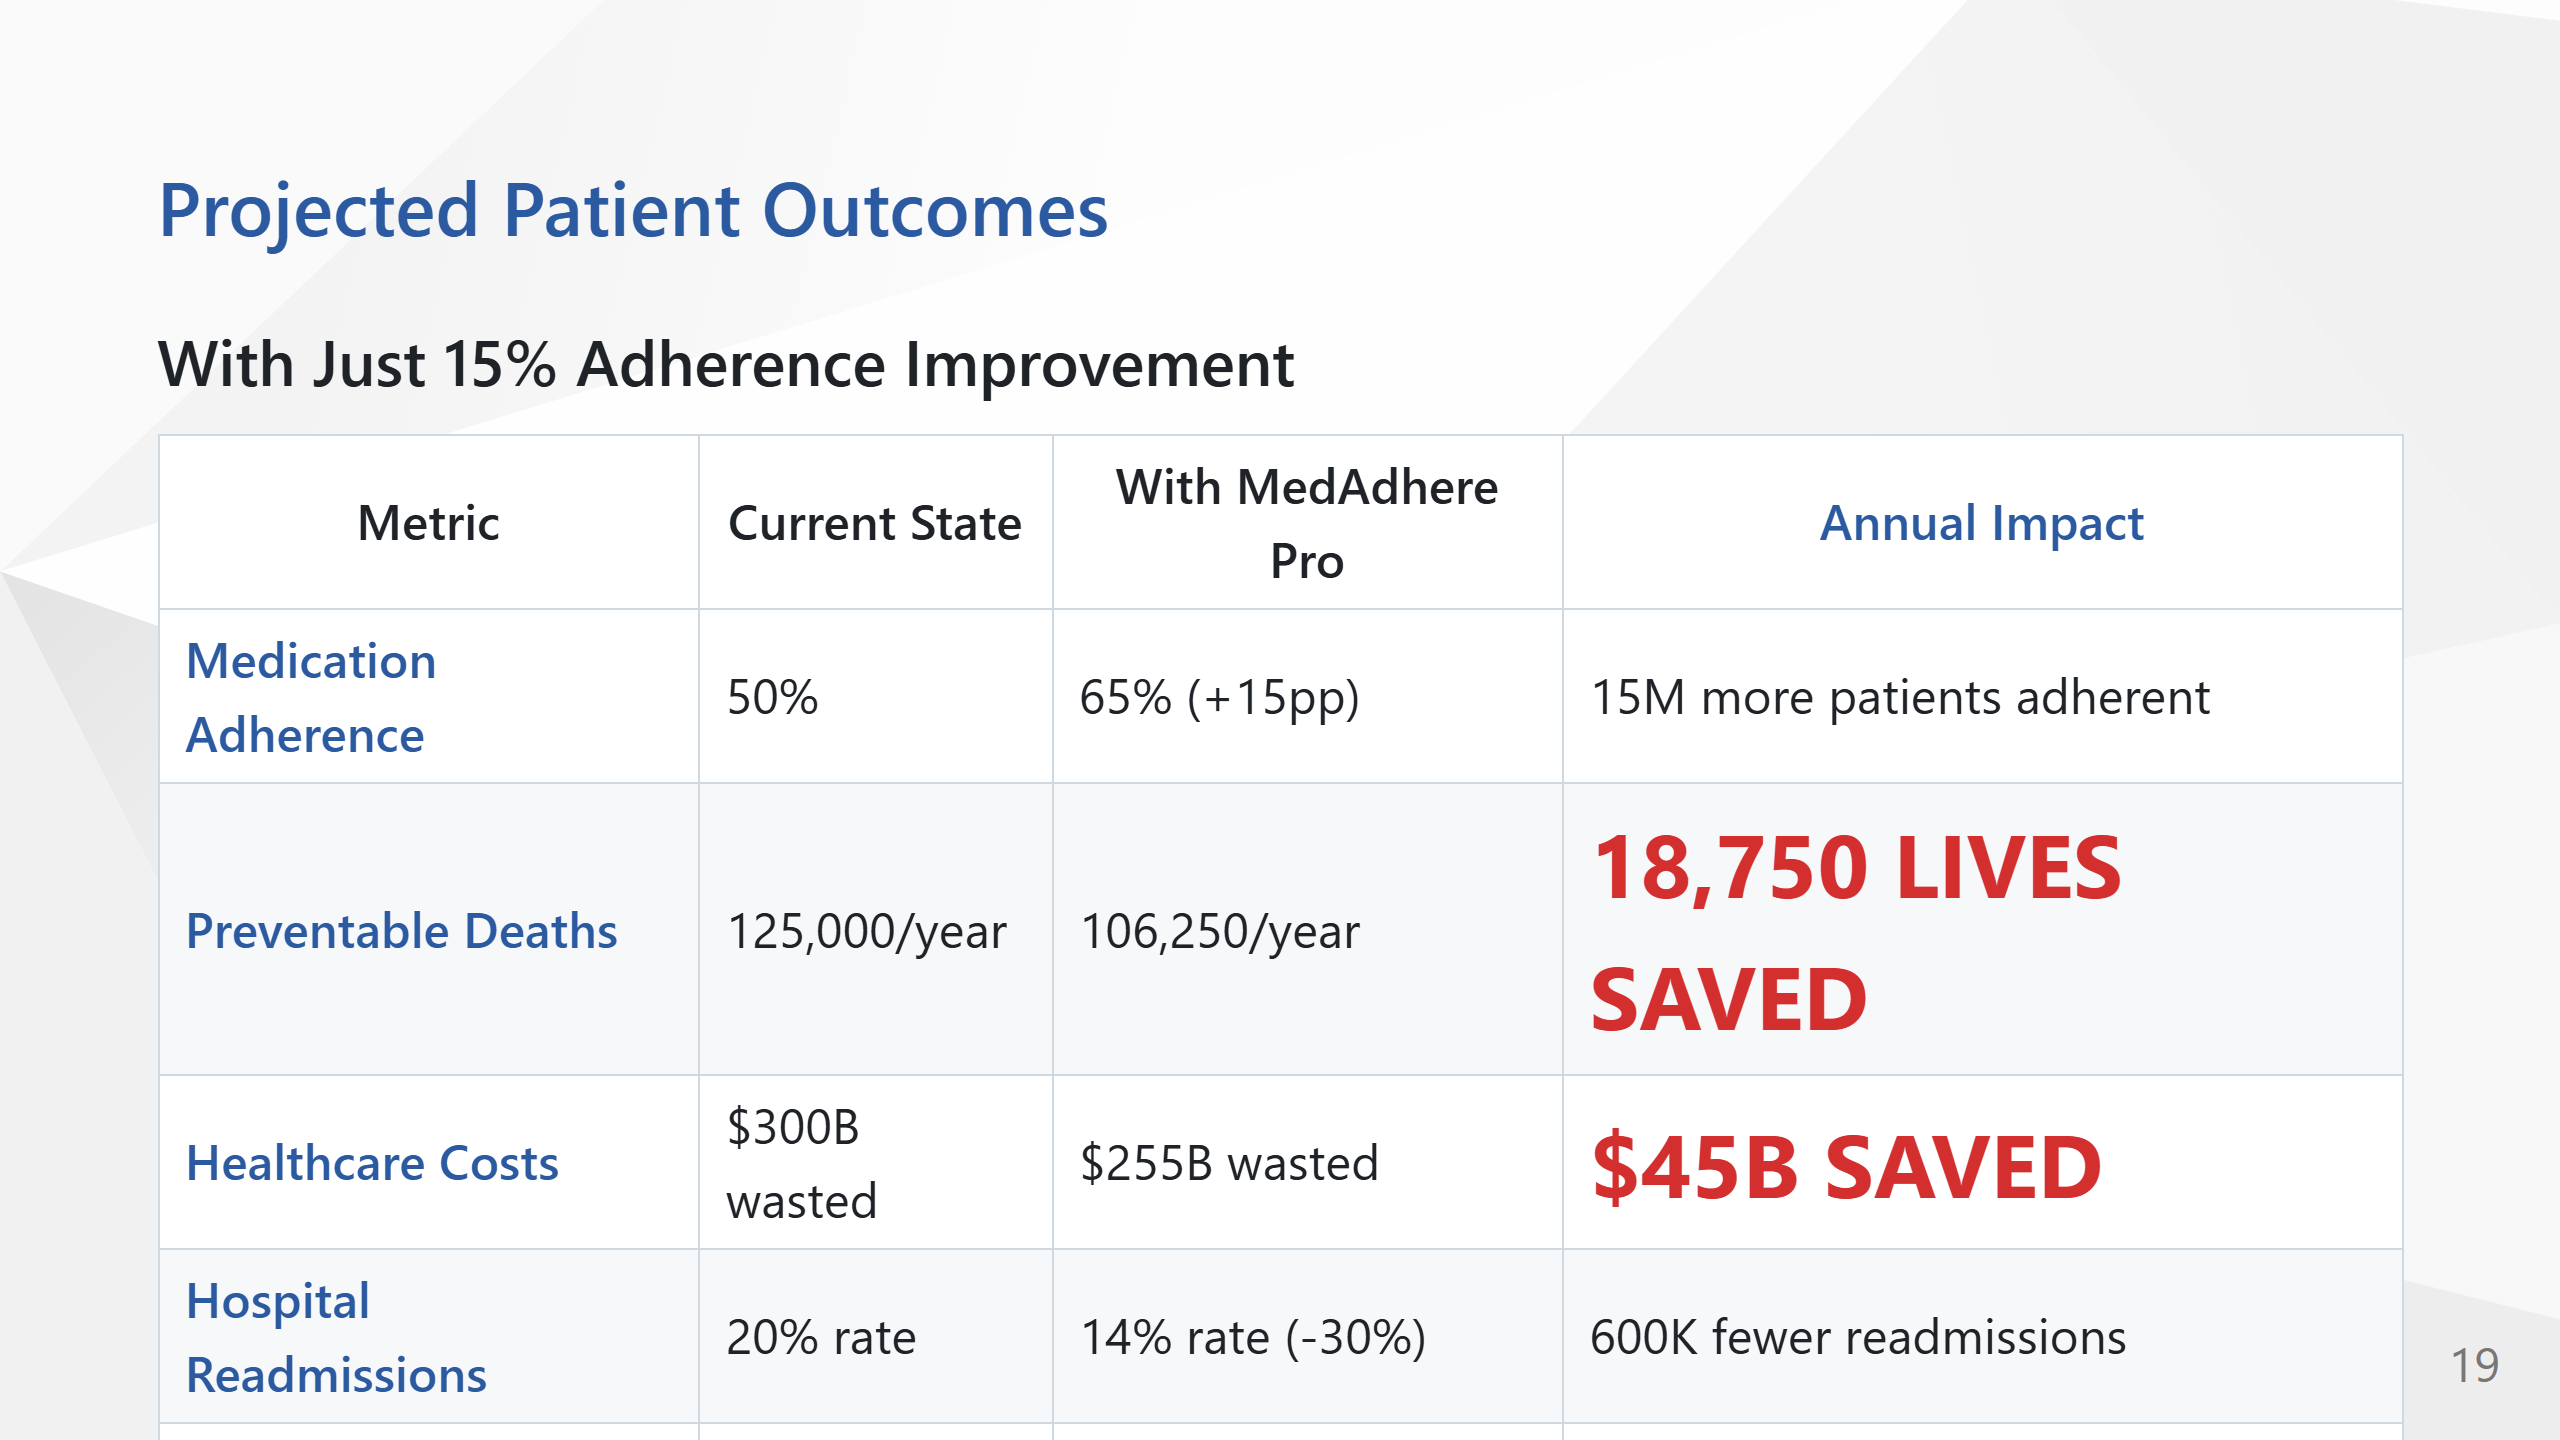 Projected Patient Outcomes
With Just 15% Adherence Improvement
Metric
Current State
With MedAdhere
Pro
Annual Impact
Medication
Adherence
50%
65% (+15pp)
15M more patients adherent
Preventable Deaths
125,000/year
106,250/year
18,750 LIVES
SAVED
Healthcare Costs
$300B
wasted
$255B wasted
$45B SAVED
Hospital
Readmissions
20% rate
14% rate (-30%)
600K fewer readmissions
19